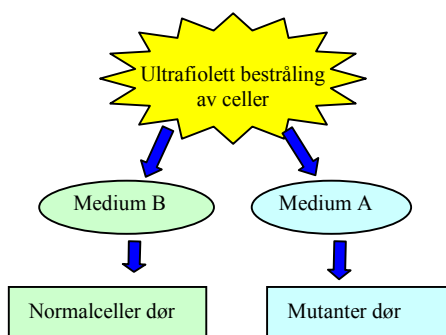 Ultrafiolett bestråling
av celler
Medium B
Medium A
Normalceller dør
Mutanter dør